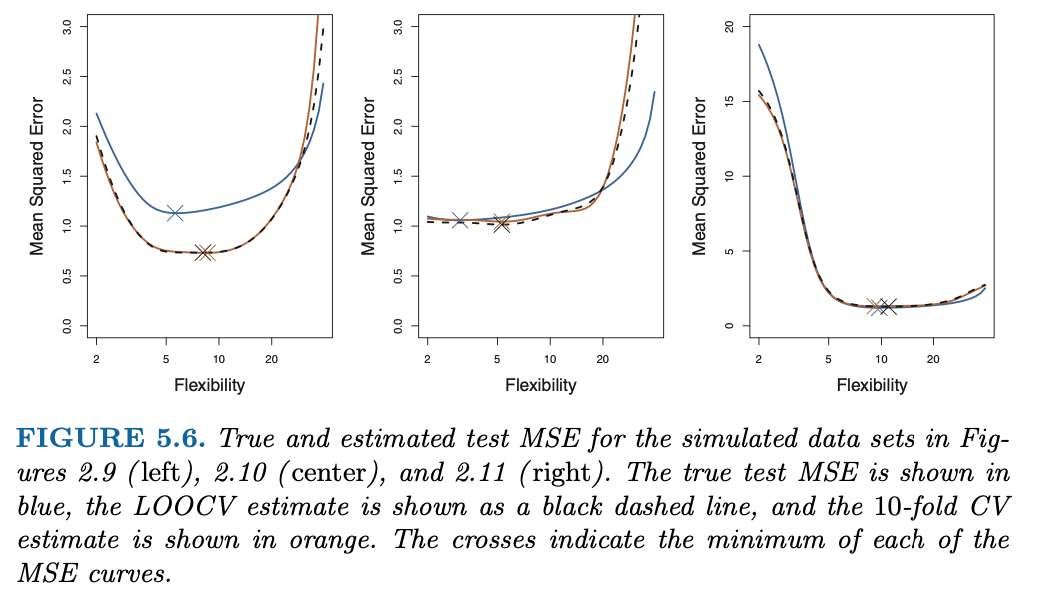 3.0
2.5
2.0
1.5
1.0
0.5
0.0
Mean Squared Error
2 5 10 20
Flexibility
3.0
2.5
2.0
1.5
1.0
0.5
0.0
Mean Squared Error
2 5 10 20
Flexibility
20
15
10
5
0
Mean Squared Error
2 5 10 20
Flexibility
FIGURE 5.6. True and estimated test MSE for the simulated data sets in Fig-
ures 2.9 (left), 2.10 (center), and 2.11 (right). The true test MSE is shown in
blue, the LOOCV estimate is shown as a black dashed line, and the 10-fold CV
estimate is shown in orange. The crosses indicate the minimum of each of the
MSE curves.